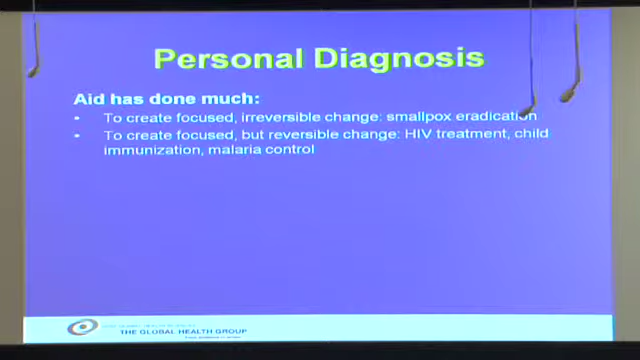 Personal Diagnosis
Aid has done much:
• To create focused, irreversible change: smallpox eradication
• To create focused, but reversible change: HIV treatment, child
immunization, malaria control
THE GLOBAL HEALTH GROUP